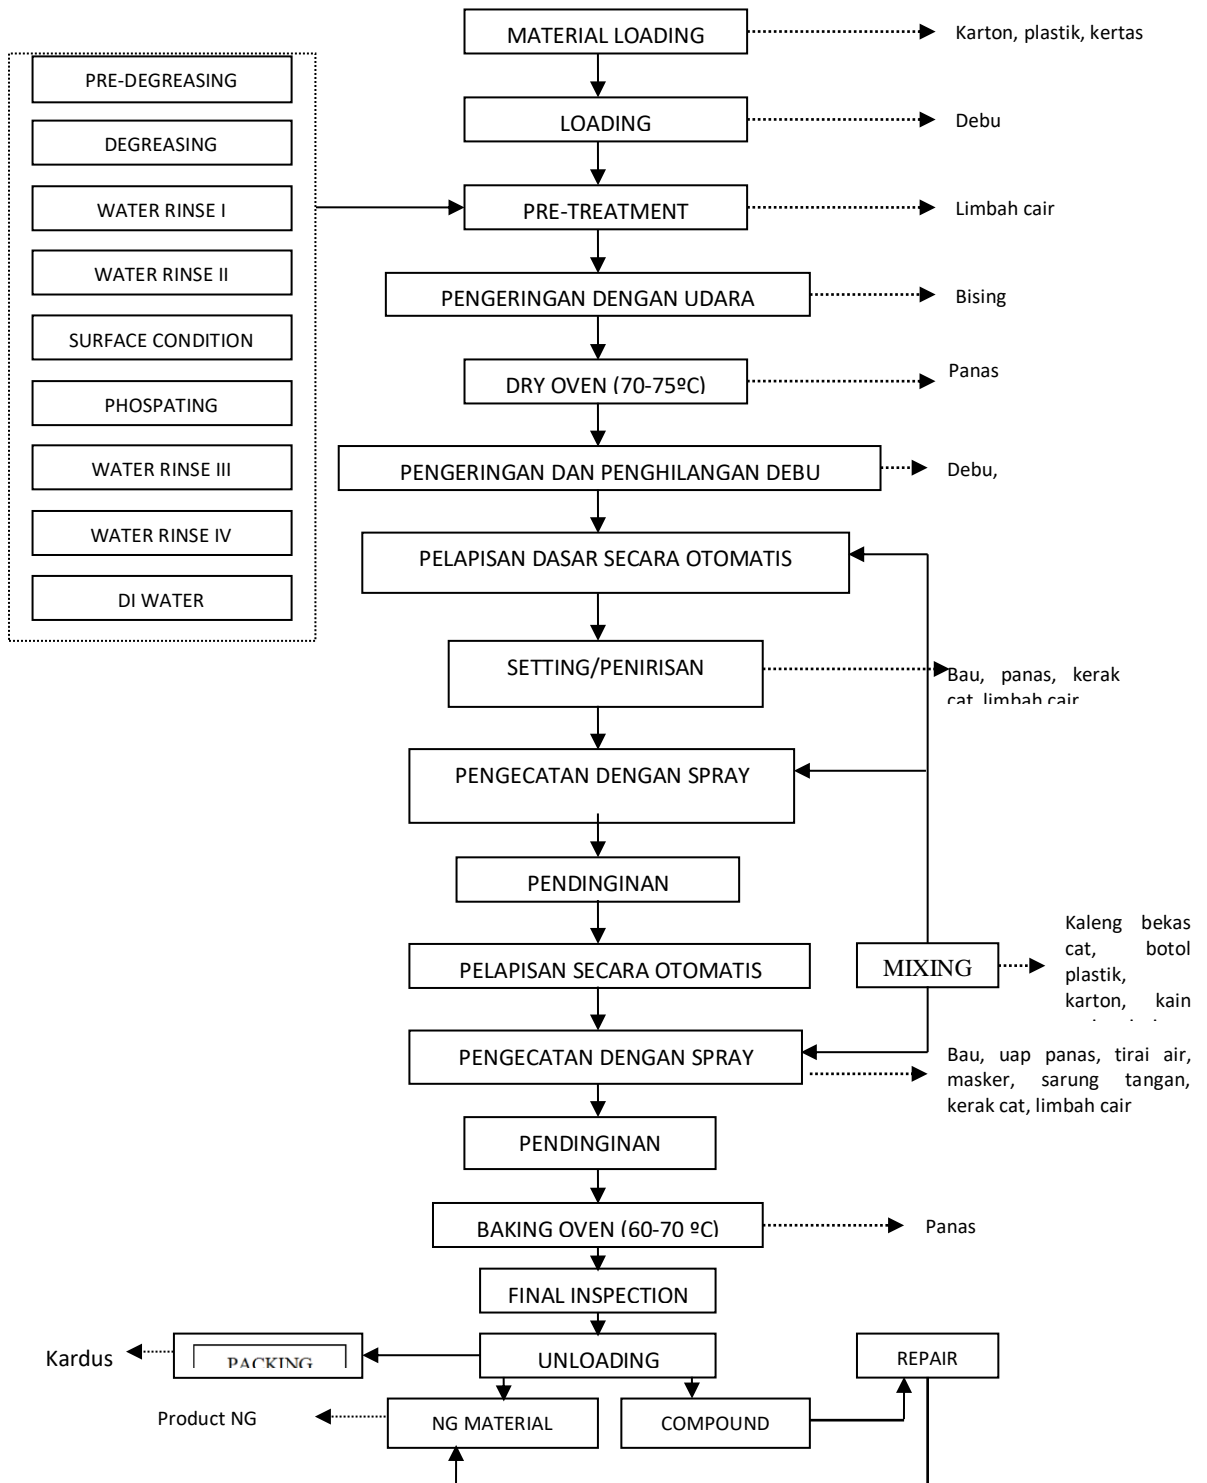 MATERIAL LOADING
Karton, plastik, kertas
PRE-DEGREASING
DEGREASING
WATER RINSE I
WATER RINSE II
SURFACE CONDITION
PHOSPATING
WATER RINSE III
WATER RINSE IV
DI WATER
LOADING
Debu
PRE-TREATMENT
Limbah cair
PENGERINGAN DENGAN UDARA
Bising
DRY OVEN (70-75ºC)
Panas
PENGERINGAN DAN PENGHILANGAN DEBU
Debu,
PELAPISAN DASAR SECARA OTOMATIS
SETTING/PENIRISAN
Bau, panas, kerak
cat, limbah cair
PENGECATAN DENGAN SPRAY
PENDINGINAN
PELAPISAN SECARA OTOMATIS
MIXING
Kaleng bekas
cat, botol
plastik,
karton, kain
PENGECATAN DENGAN SPRAY
Bau, uap panas, tirai air,
masker, sarung tangan,
kerak cat, limbah cair
PENDINGINAN
BAKING OVEN (60-70 ºC)
Panas
FINAL INSPECTION
Kardus
PACKING
UNLOADING
REPAIR
Product NG
NG MATERIAL
COMPOUND